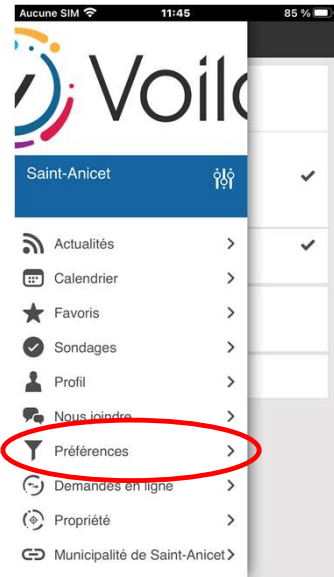 Aucune SIM 11:45 85 %
Voilà
Saint-Anicet
Actualités
Calendrier
Favoris
Sondages
Profil
Nous joindre
Préférences
Demandes en ligne
Propriété
Municipalité de Saint-Anicet